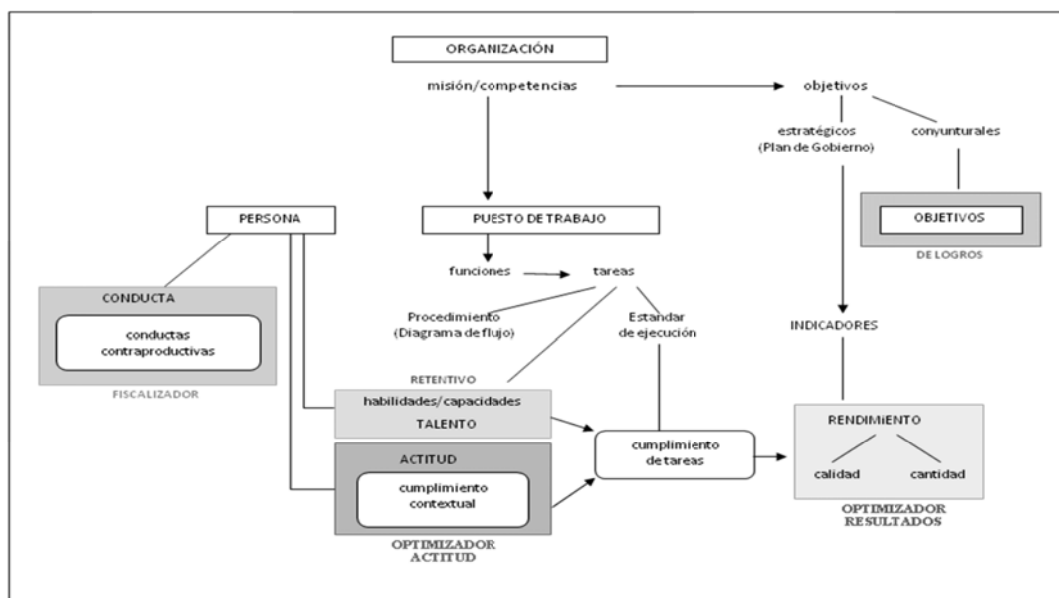 ORGANIZACIÓN
misión/competencias
objetivos
estratégicos
(Plan de Gobierno)
conyunturales
OBJETIVOS
DE LOGROS
PERSONA
PUESTO DE TRABAJO
funciones
tareas
Procedimiento
(Diagrama de flujo)
Estandar
de ejecución
INDICADORES
CONDUCTA
conductas
contraproductivas
FISCALIZADOR
RETENTIVO
habilidades/capacidades
TALENTO
ACTITUD
cumplimiento
contextual
OPTIMIZADOR
ACTITUD
cumplimiento
de tareas
RENDIMIENTO
calidad
cantidad
OPTIMIZADOR
RESULTADOS